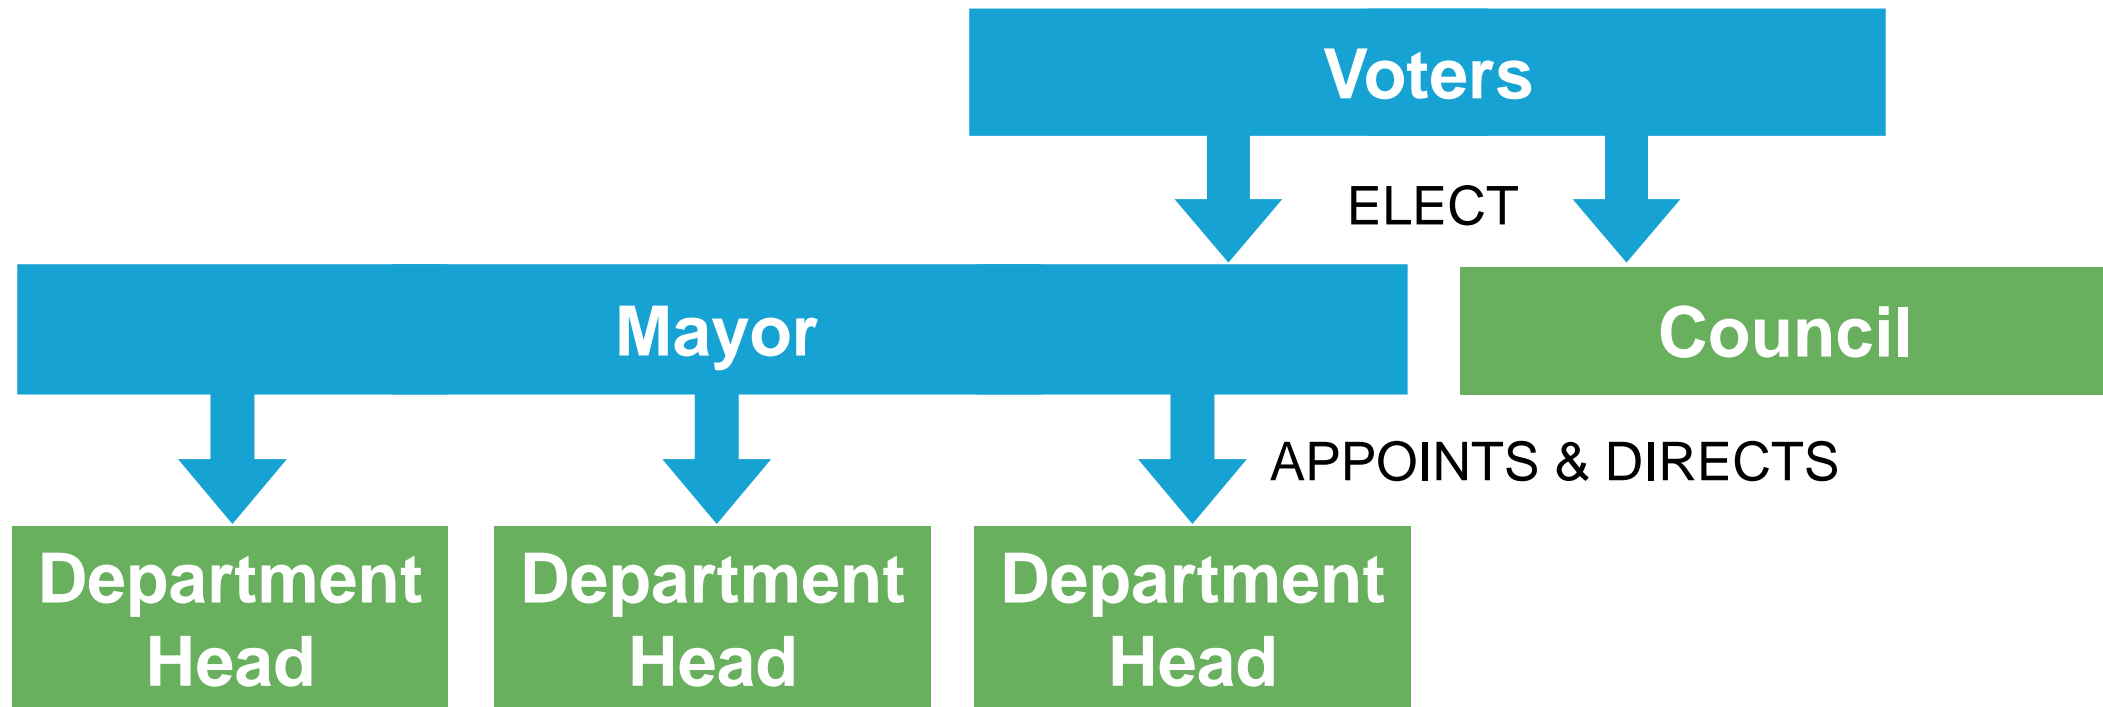 Voters
ELECT
Mayor
Council
APPOINTS & DIRECTS
Department
Head
Department
Head
Department
Head